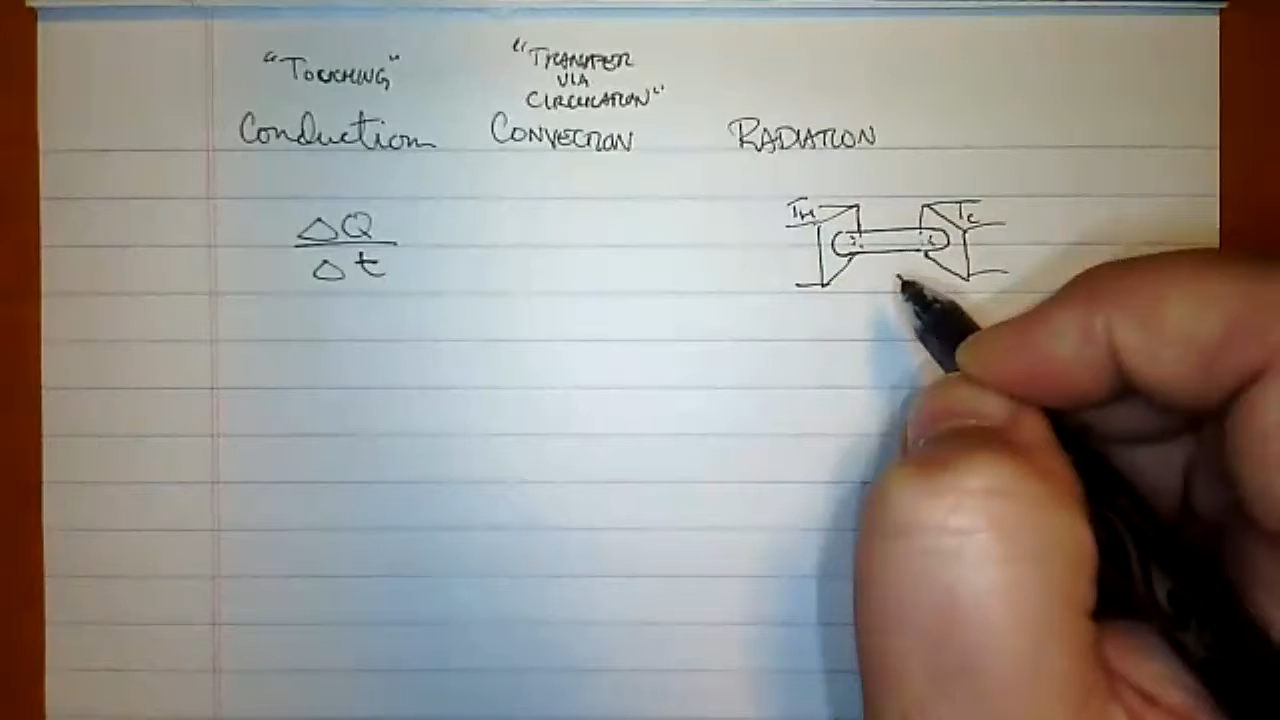 "TOUCHING"
Conduction
"TRANSFER
VIA
CIRCULATION"
CONVECTION
RADIATION
ΔQ
Δt
TH
TC